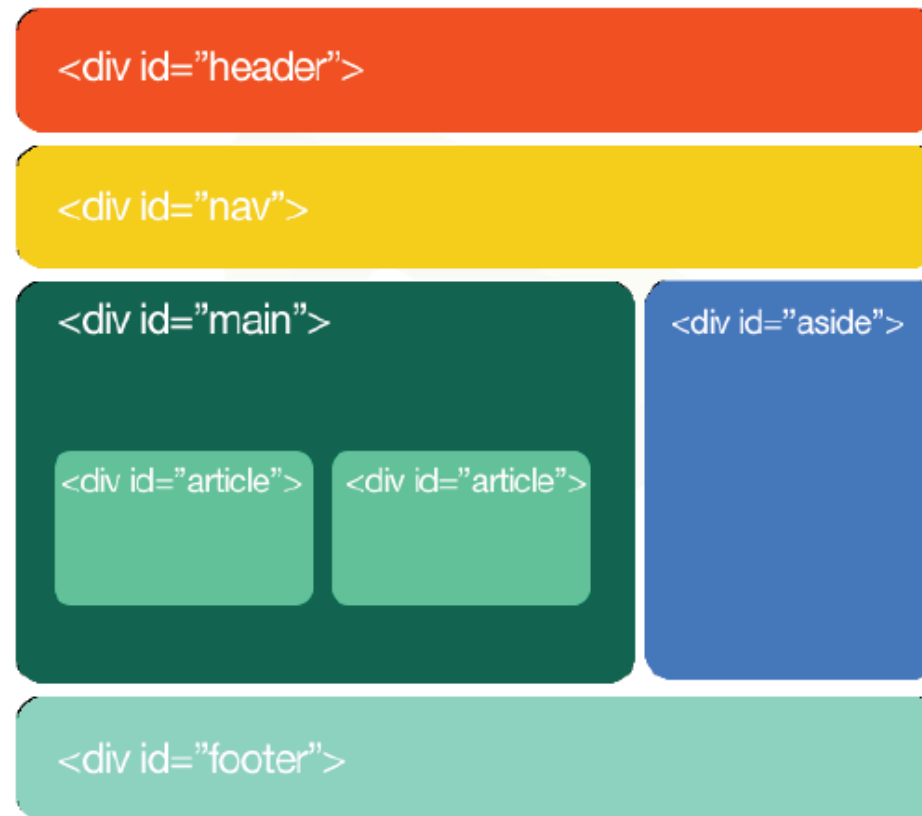 <div id=”header”>
<div id=”nav”>
<div id=”main”>
<div id=”aside”>
<div id=”article”>
<div id=”article”>
<div id=”footer”>